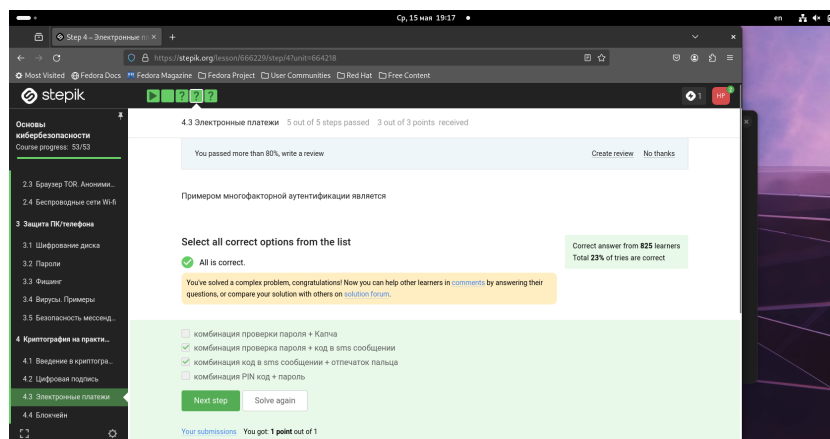 Ср, 15 мая 19:17
en
Step 4 – Электронные пл
https://stepik.org/lesson/666229/step/4?unit=664218
Most Visited Fedora Docs Fedora Magazine Fedora Project User Communities Red Hat Free Content
stepik
1
HP
2
Основы
кибербезопасности
Course progress: 53/53
4.3 Электронные платежи 5 out of 5 steps passed 3 out of 3 points received
You passed more than 80%, write a review
Create review No thanks
2.3 Браузер TOR. Аноними...
2.4 Беспроводные сети Wi-fi
3 Защита ПК/телефона
3.1 Шифрование диска
3.2 Пароли
3.3 Фишинг
3.4 Вирусы. Примеры
3.5 Безопасность мессенд...
4 Криптография на практи...
4.1 Введение в криптогра...
4.2 Цифровая подпись
4.3 Электронные платежи
4.4 Блокчейн
Примером многофакторной аутентификации является
Select all correct options from the list
All is correct.
Correct answer from 825 learners
Total 23% of tries are correct
You've solved a complex problem, congratulations! Now you can help other learners in comments by answering their
questions, or compare your solution with others on solution forum.
комбинация проверки пароля + Капча
комбинация проверка пароля + код в sms сообщении
комбинация код в sms сообщении + отпечаток пальца
комбинация PIN код + пароль
Next step
Solve again
Your submissions You got: 1 point out of 1